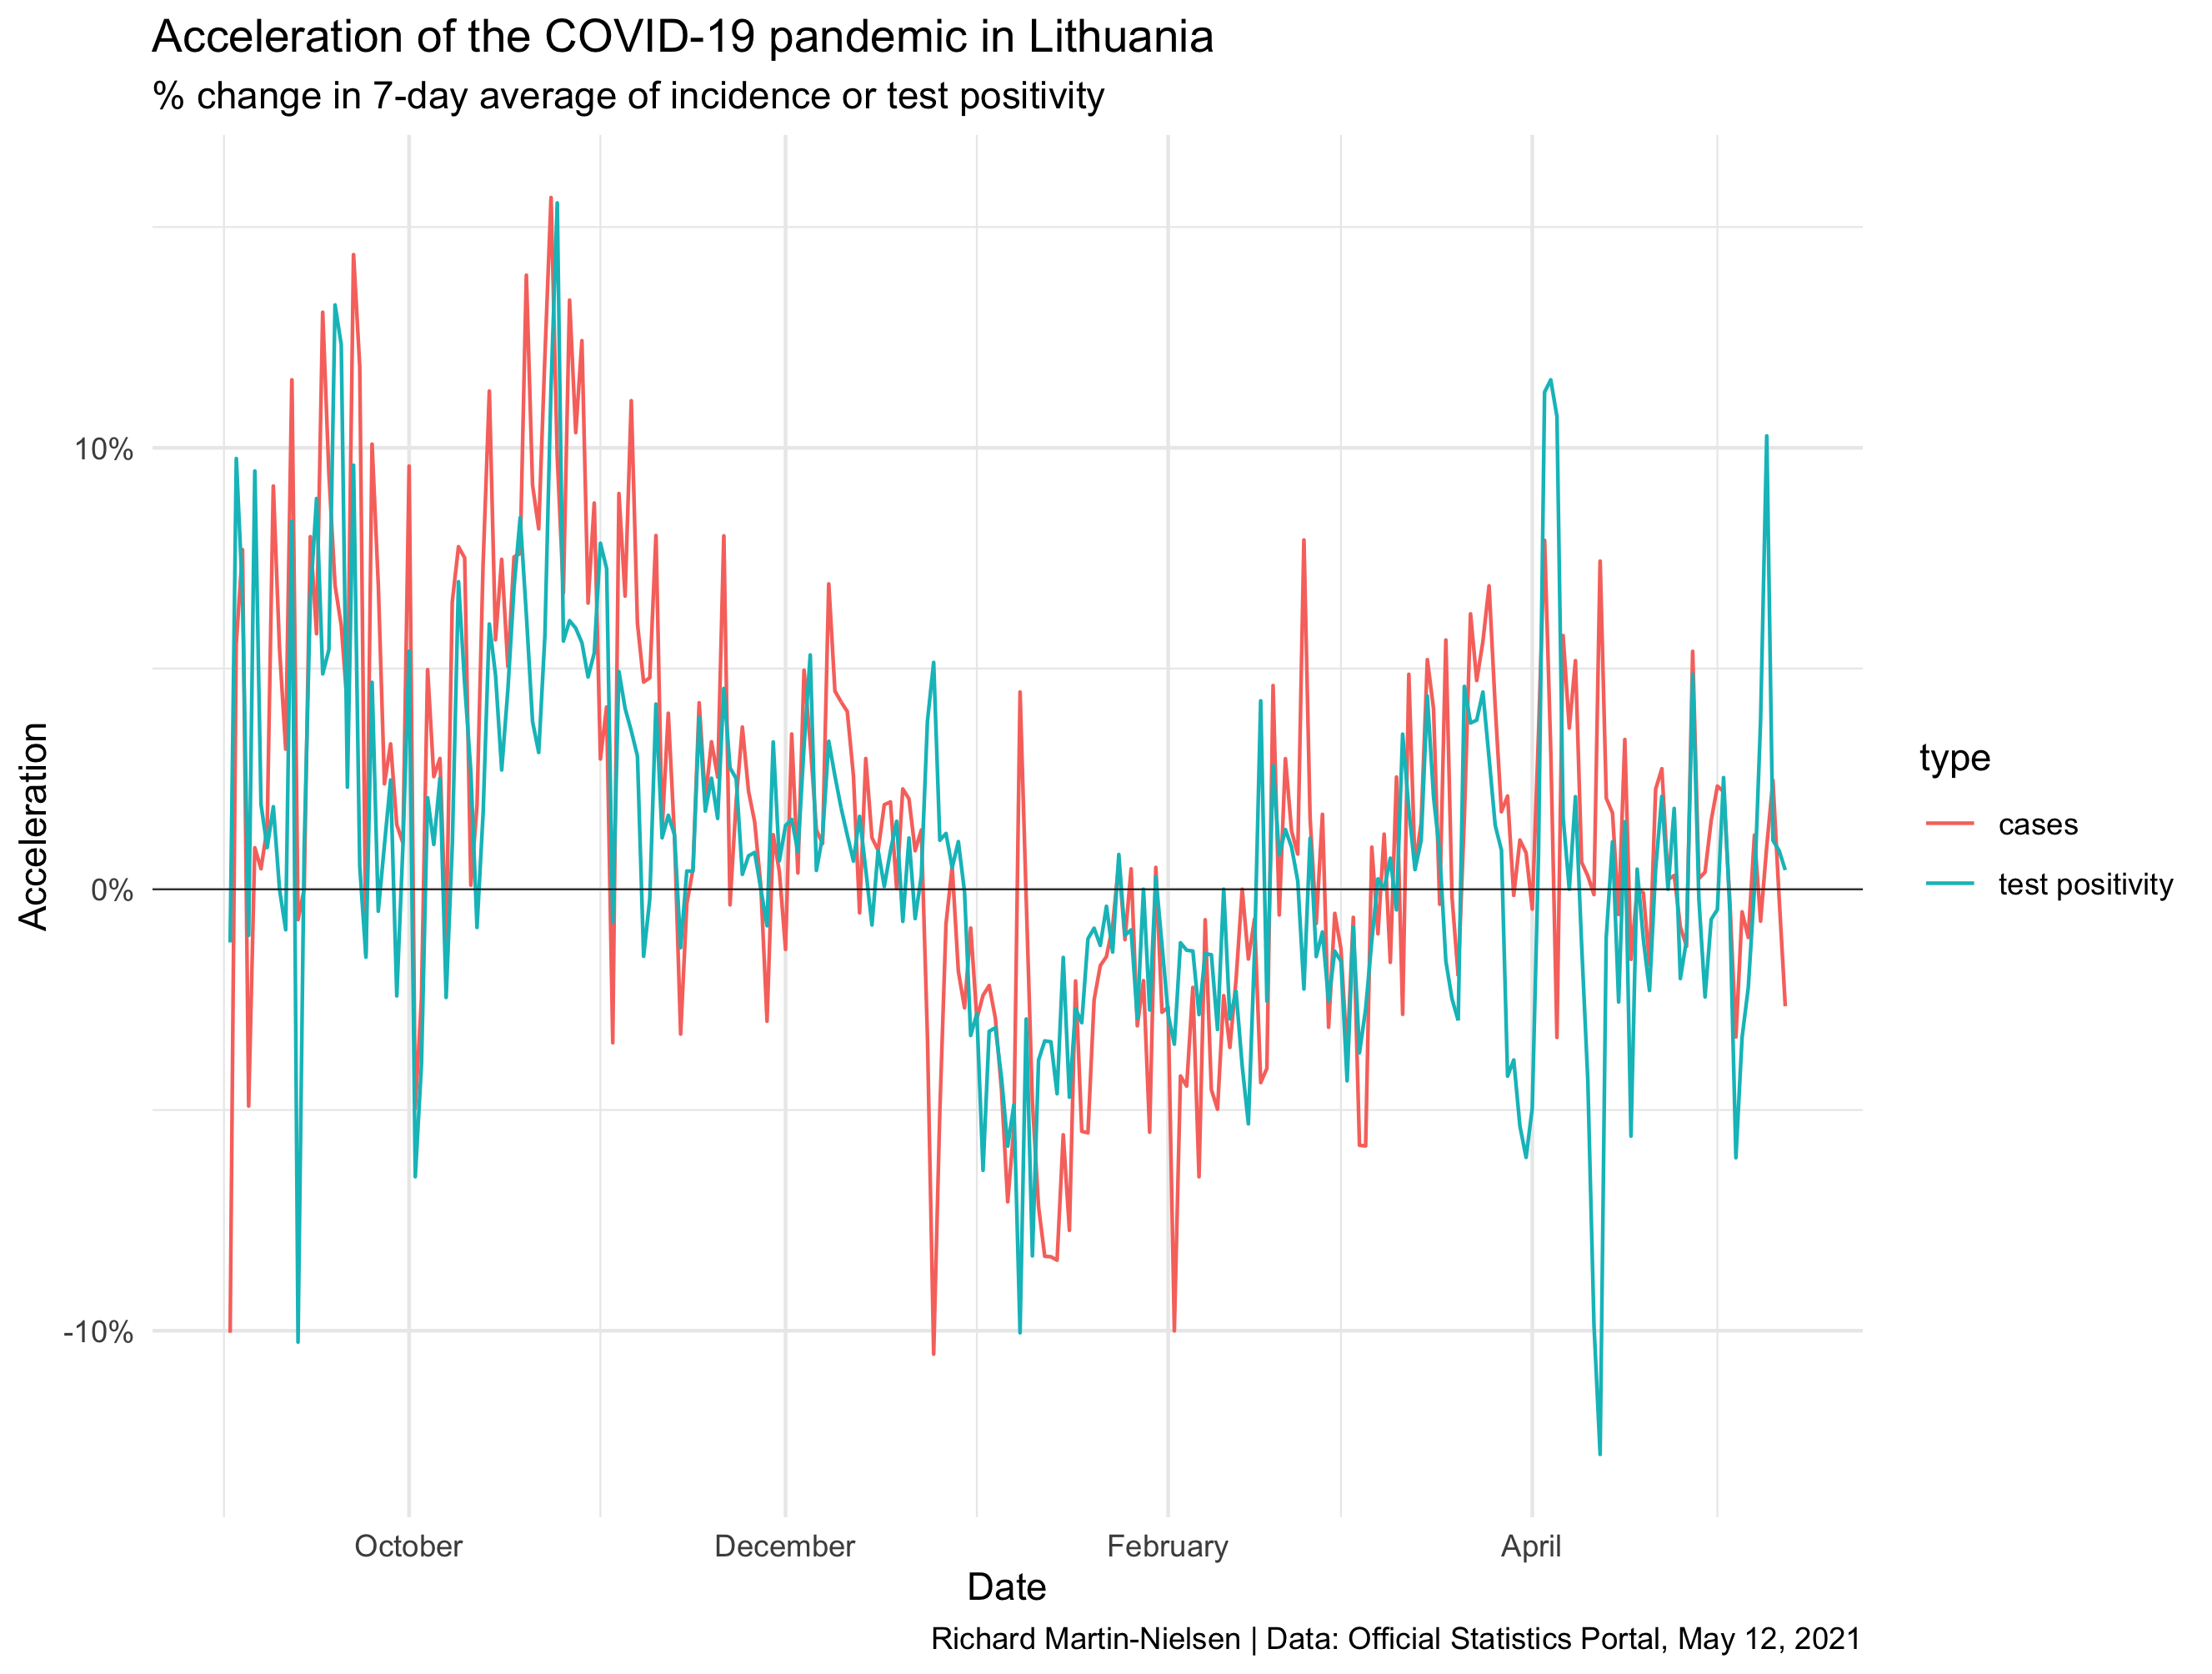 Acceleration of the COVID-19 pandemic in Lithuania
% change in 7-day average of incidence or test positivity
Acceleration
10%
0%
-10%
October December February April
Date
type
cases
test positivity
Richard Martin-Nielsen | Data: Official Statistics Portal, May 12, 2021